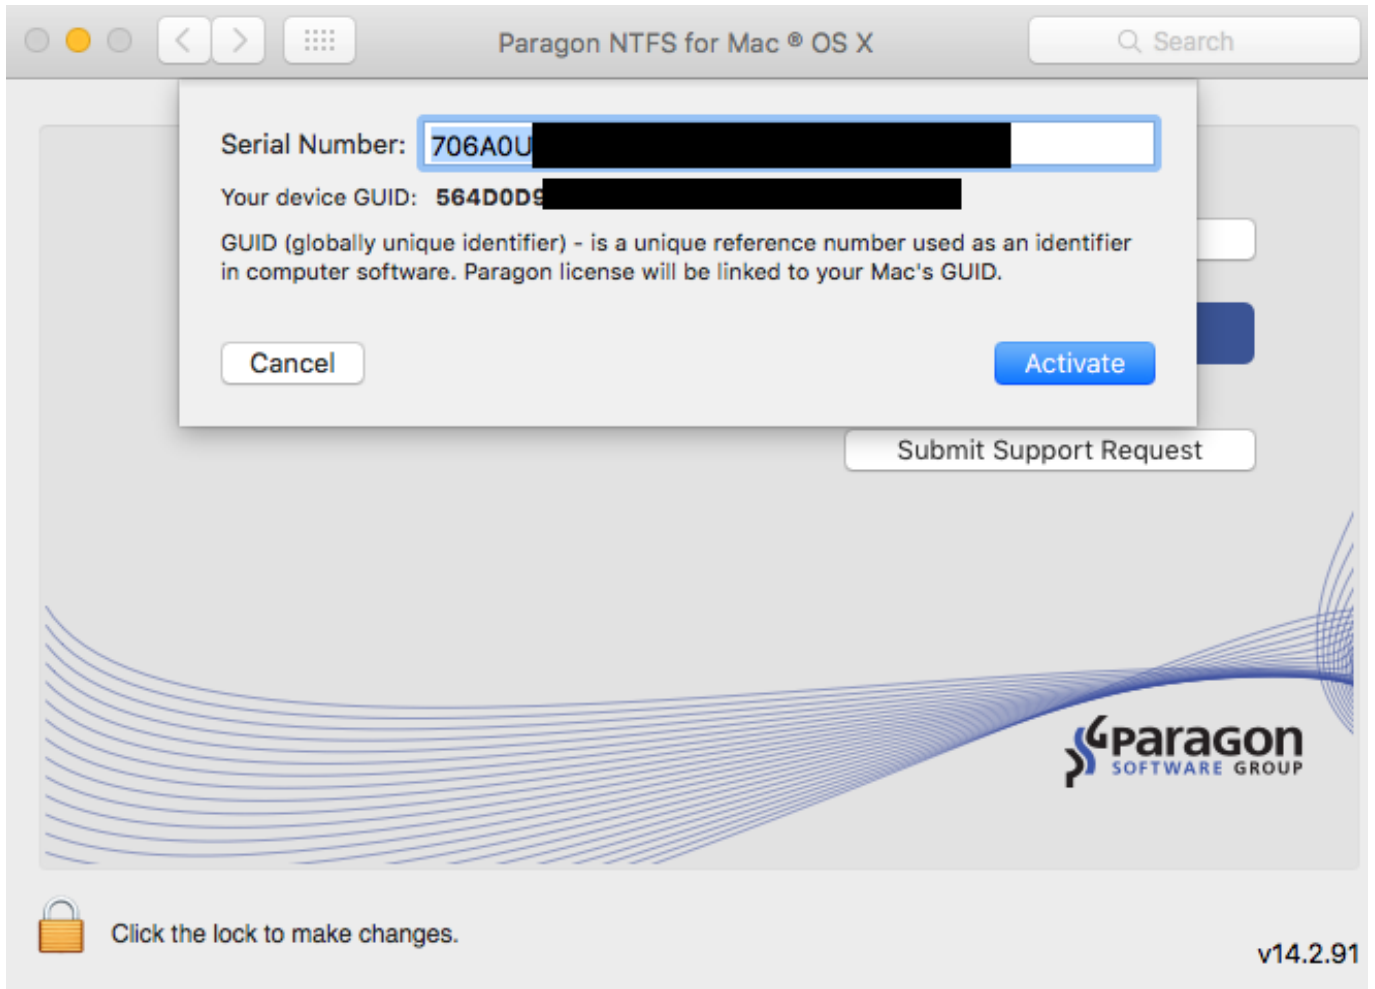 Paragon NTFS for Mac ® OS X
Search
Serial Number: 706A0U
Your device GUID: 564D0D9
GUID (globally unique identifier) - is a unique reference number used as an identifier
in computer software. Paragon license will be linked to your Mac's GUID.
Cancel
Activate
Submit Support Request
paragon
SOFTWARE GROUP
Click the lock to make changes.
v14.2.91